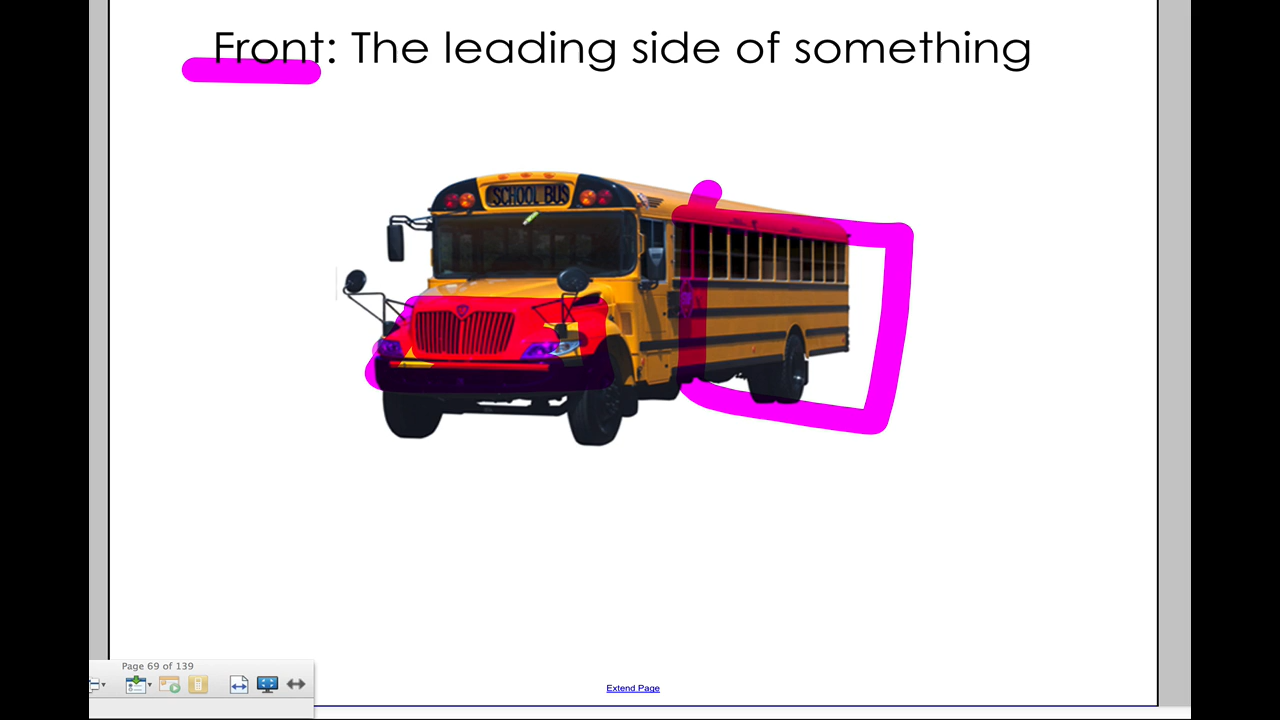 Front: The leading side of something
SCHOOL BUS
Page 69 of 139
Extend Page